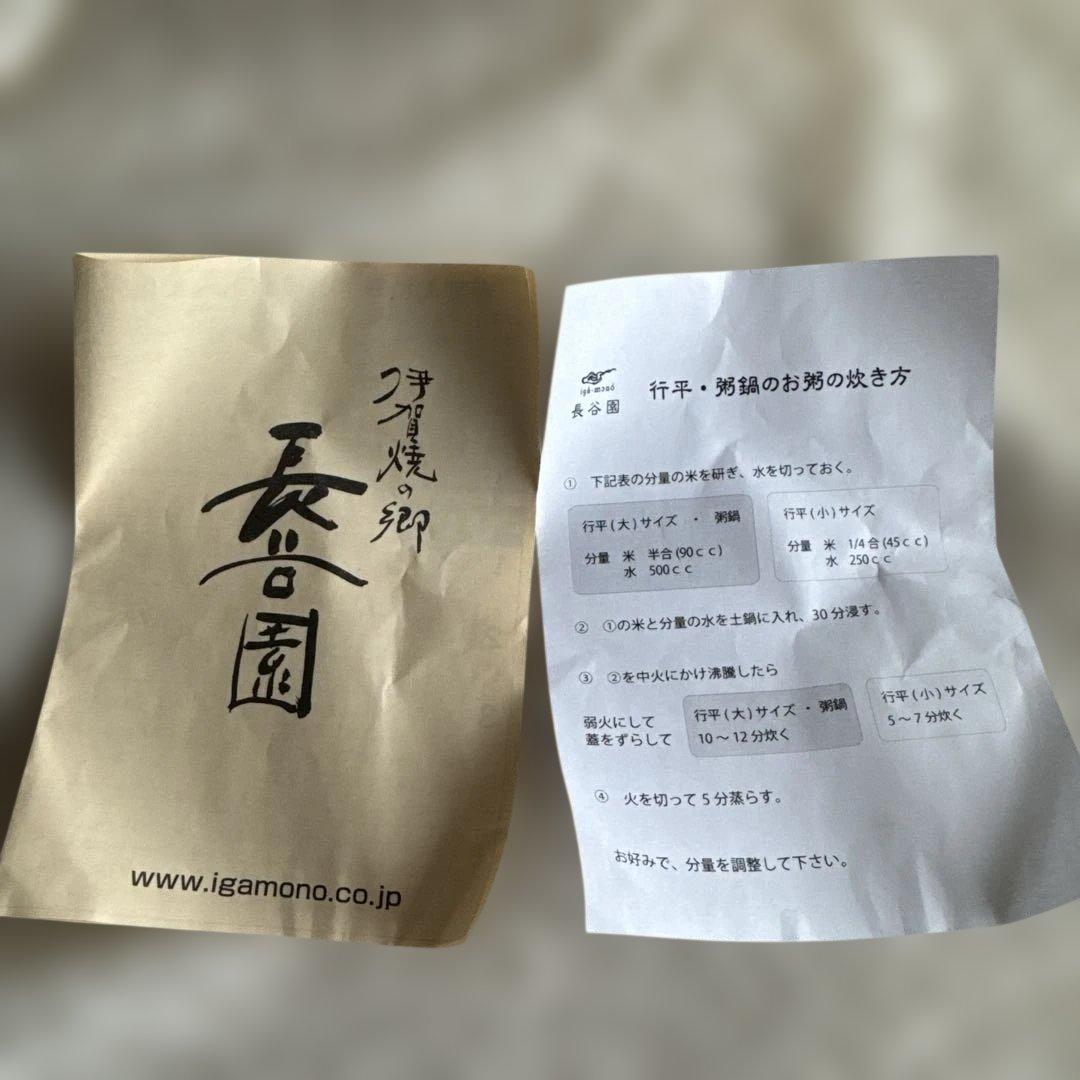 伊賀焼の郷
長谷園
www.igamono.co.jp
iga-mono
長谷園
行平・粥鍋のお粥の炊き方
① 下記表の分量の米を研ぎ、水を切っておく。
行平(大)サイズ ・ 粥鍋
分量 米 半合(90cc)
水 500cc
行平(小)サイズ
分量 米 1/4合(45cc)
水 250cc
② ①の米と分量の水を土鍋に入れ、30分浸す。
③ ②を中火にかけ沸騰したら
弱火にして
蓋をずらして
行平(大)サイズ ・ 粥鍋
10～12分炊く
行平(小)サイズ
5～7分炊く
④ 火を切って5分蒸らす。
お好みで、分量を調整して下さい。